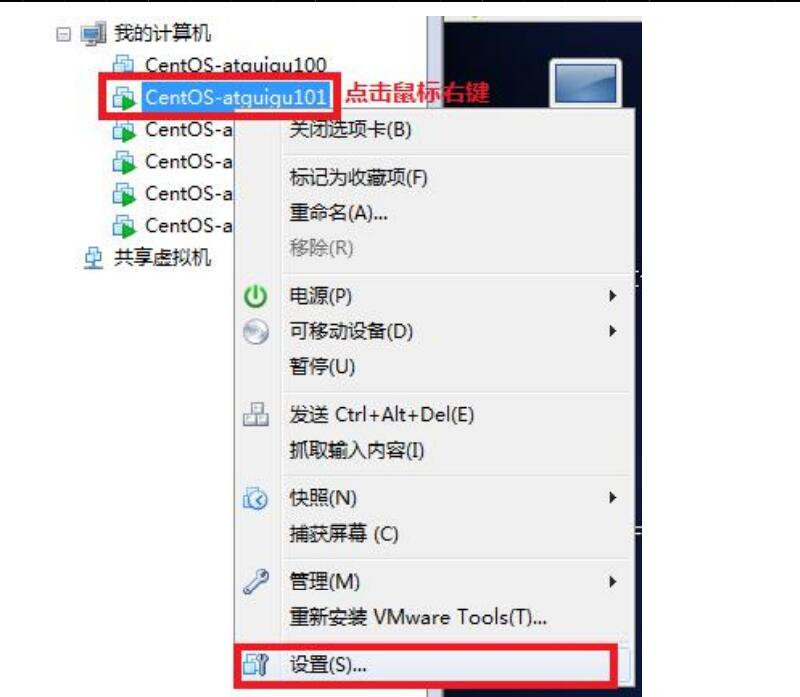 我的计算机
CentOS-atguigu100
CentOS-atguigu101
点击鼠标右键
CentOS-a
CentOS-a
CentOS-a
CentOS-a
共享虚拟机
关闭选项卡(B)
标记为收藏项(F)
重命名(A)...
移除(R)
电源(P)
可移动设备(D)
暂停(U)
发送 Ctrl+Alt+Del(E)
抓取输入内容(I)
快照(N)
捕获屏幕 (C)
管理(M)
重新安装 VMware Tools(T)...
设置(S)...